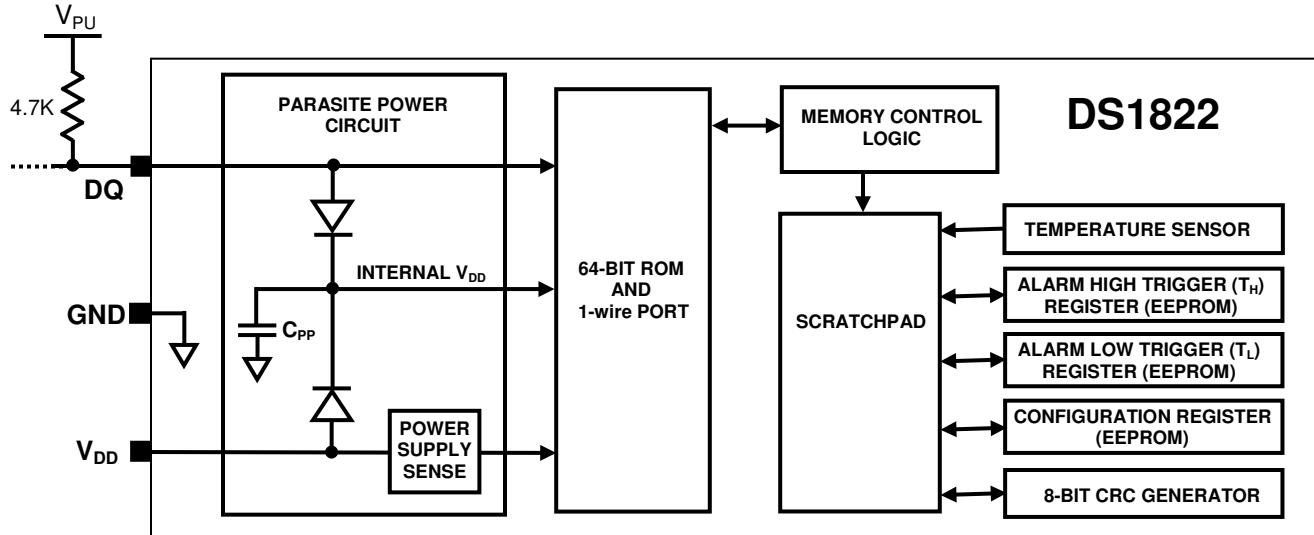 V_PU
4.7K
DQ
GND
V_DD
PARASITE POWER
CIRCUIT
INTERNAL V_DD
C_PP
POWER
SUPPLY
SENSE
64-BIT ROM
AND
1-wire PORT
MEMORY CONTROL
LOGIC
DS1822
SCRATCHPAD
TEMPERATURE SENSOR
ALARM HIGH TRIGGER (T_H)
REGISTER (EEPROM)
ALARM LOW TRIGGER (T_L)
REGISTER (EEPROM)
CONFIGURATION REGISTER
(EEPROM)
8-BIT CRC GENERATOR